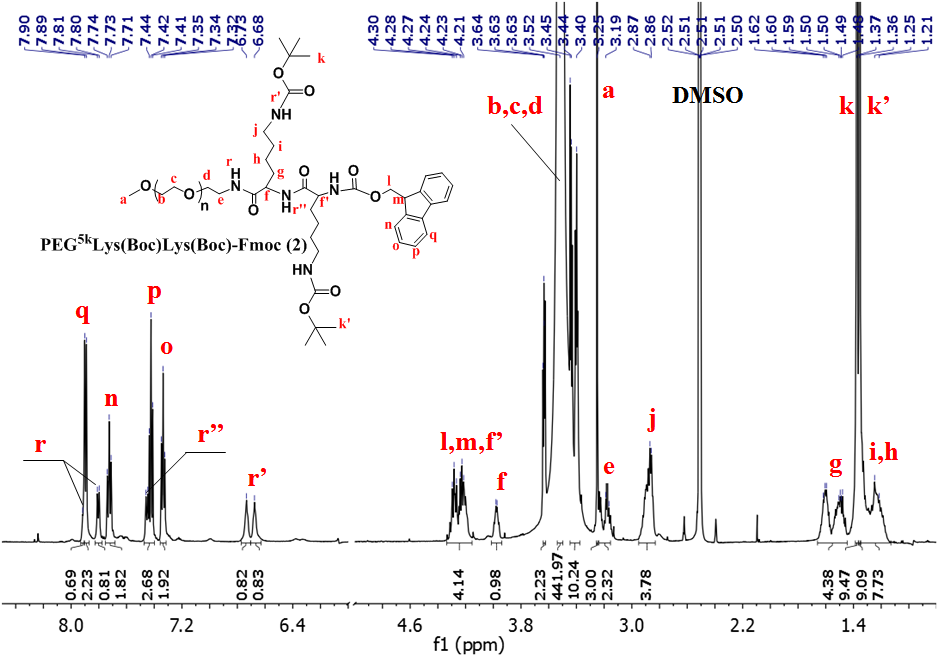 7.90 7.89 7.81 7.80 7.74 7.73 7.71 7.44 7.42 7.41 7.35 7.34 7.32 6.73 6.68 4.30 4.28 4.27 4.24 4.23 4.21 3.64 3.63 3.63 3.52 3.45 3.44 3.40 3.25 3.19 2.87 2.86 2.52 2.51 2.51 2.51 2.50 1.62 1.60 1.59 1.50 1.50 1.49 1.48 1.37 1.36 1.25 1.21
k
O
O
r'
NH
j
i
h
g
r
H
N
O
f
c
d
O
O
a
b
n
e
N
H
r''
O
f'
H
N
O
O
l
m
n
o
p
q
NH
O
O
k'
PEG5kLys(Boc)Lys(Boc)-Fmoc (2)
b,c,d
a
DMSO
k k’
q
p
o
n
r
r’’
r’
l,m,f’
f
e
j
g
i,h
0.69 2.23 0.81 1.82 2.68 1.92 0.82 0.83 4.14 0.98 2.23 441.97 10.24 3.00 2.32 3.78 4.38 9.47 9.09 7.73
8.0 7.2 6.4 4.6 3.8 3.0 2.2 1.4
f1 (ppm)